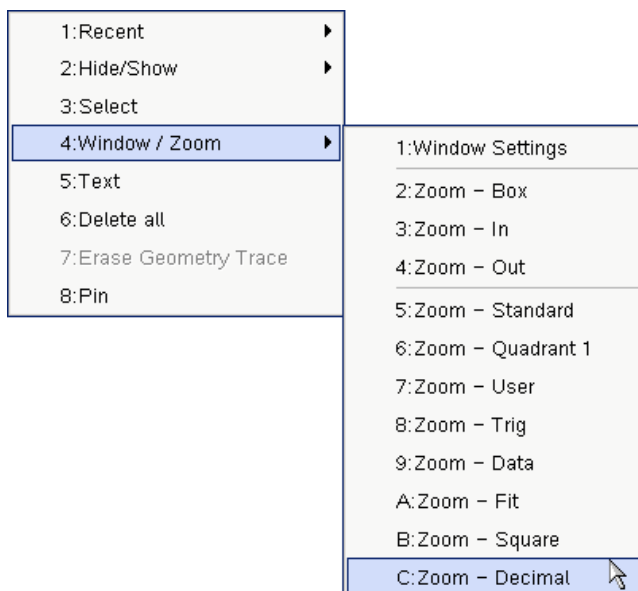 1:Recent
2:Hide/Show
3:Select
4:Window / Zoom
5:Text
6:Delete all
7:Erase Geometry Trace
8:Pin
1:Window Settings
2:Zoom – Box
3:Zoom – In
4:Zoom – Out
5:Zoom – Standard
6:Zoom – Quadrant 1
7:Zoom – User
8:Zoom – Trig
9:Zoom – Data
A:Zoom – Fit
B:Zoom – Square
C:Zoom – Decimal